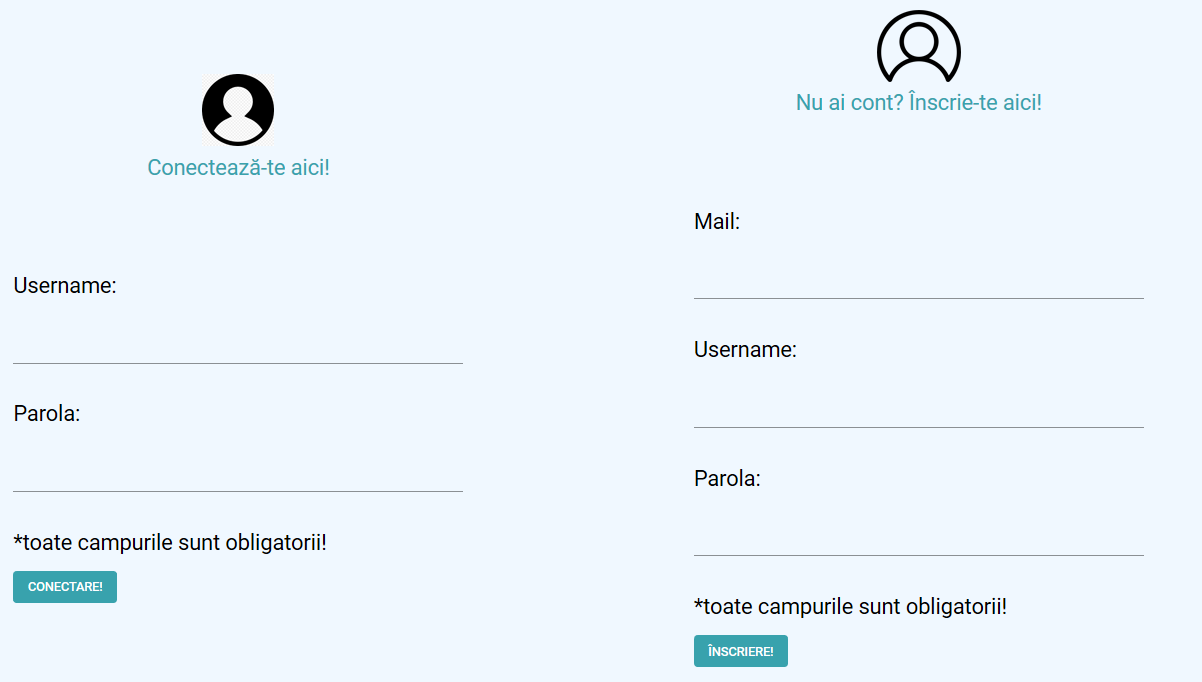 Conectează-te aici!
Username:
Parola:
*toate campurile sunt obligatorii!
CONECTARE!
Nu ai cont? Înscrie-te aici!
Mail:
Username:
Parola:
*toate campurile sunt obligatorii!
ÎNSCRIERE!